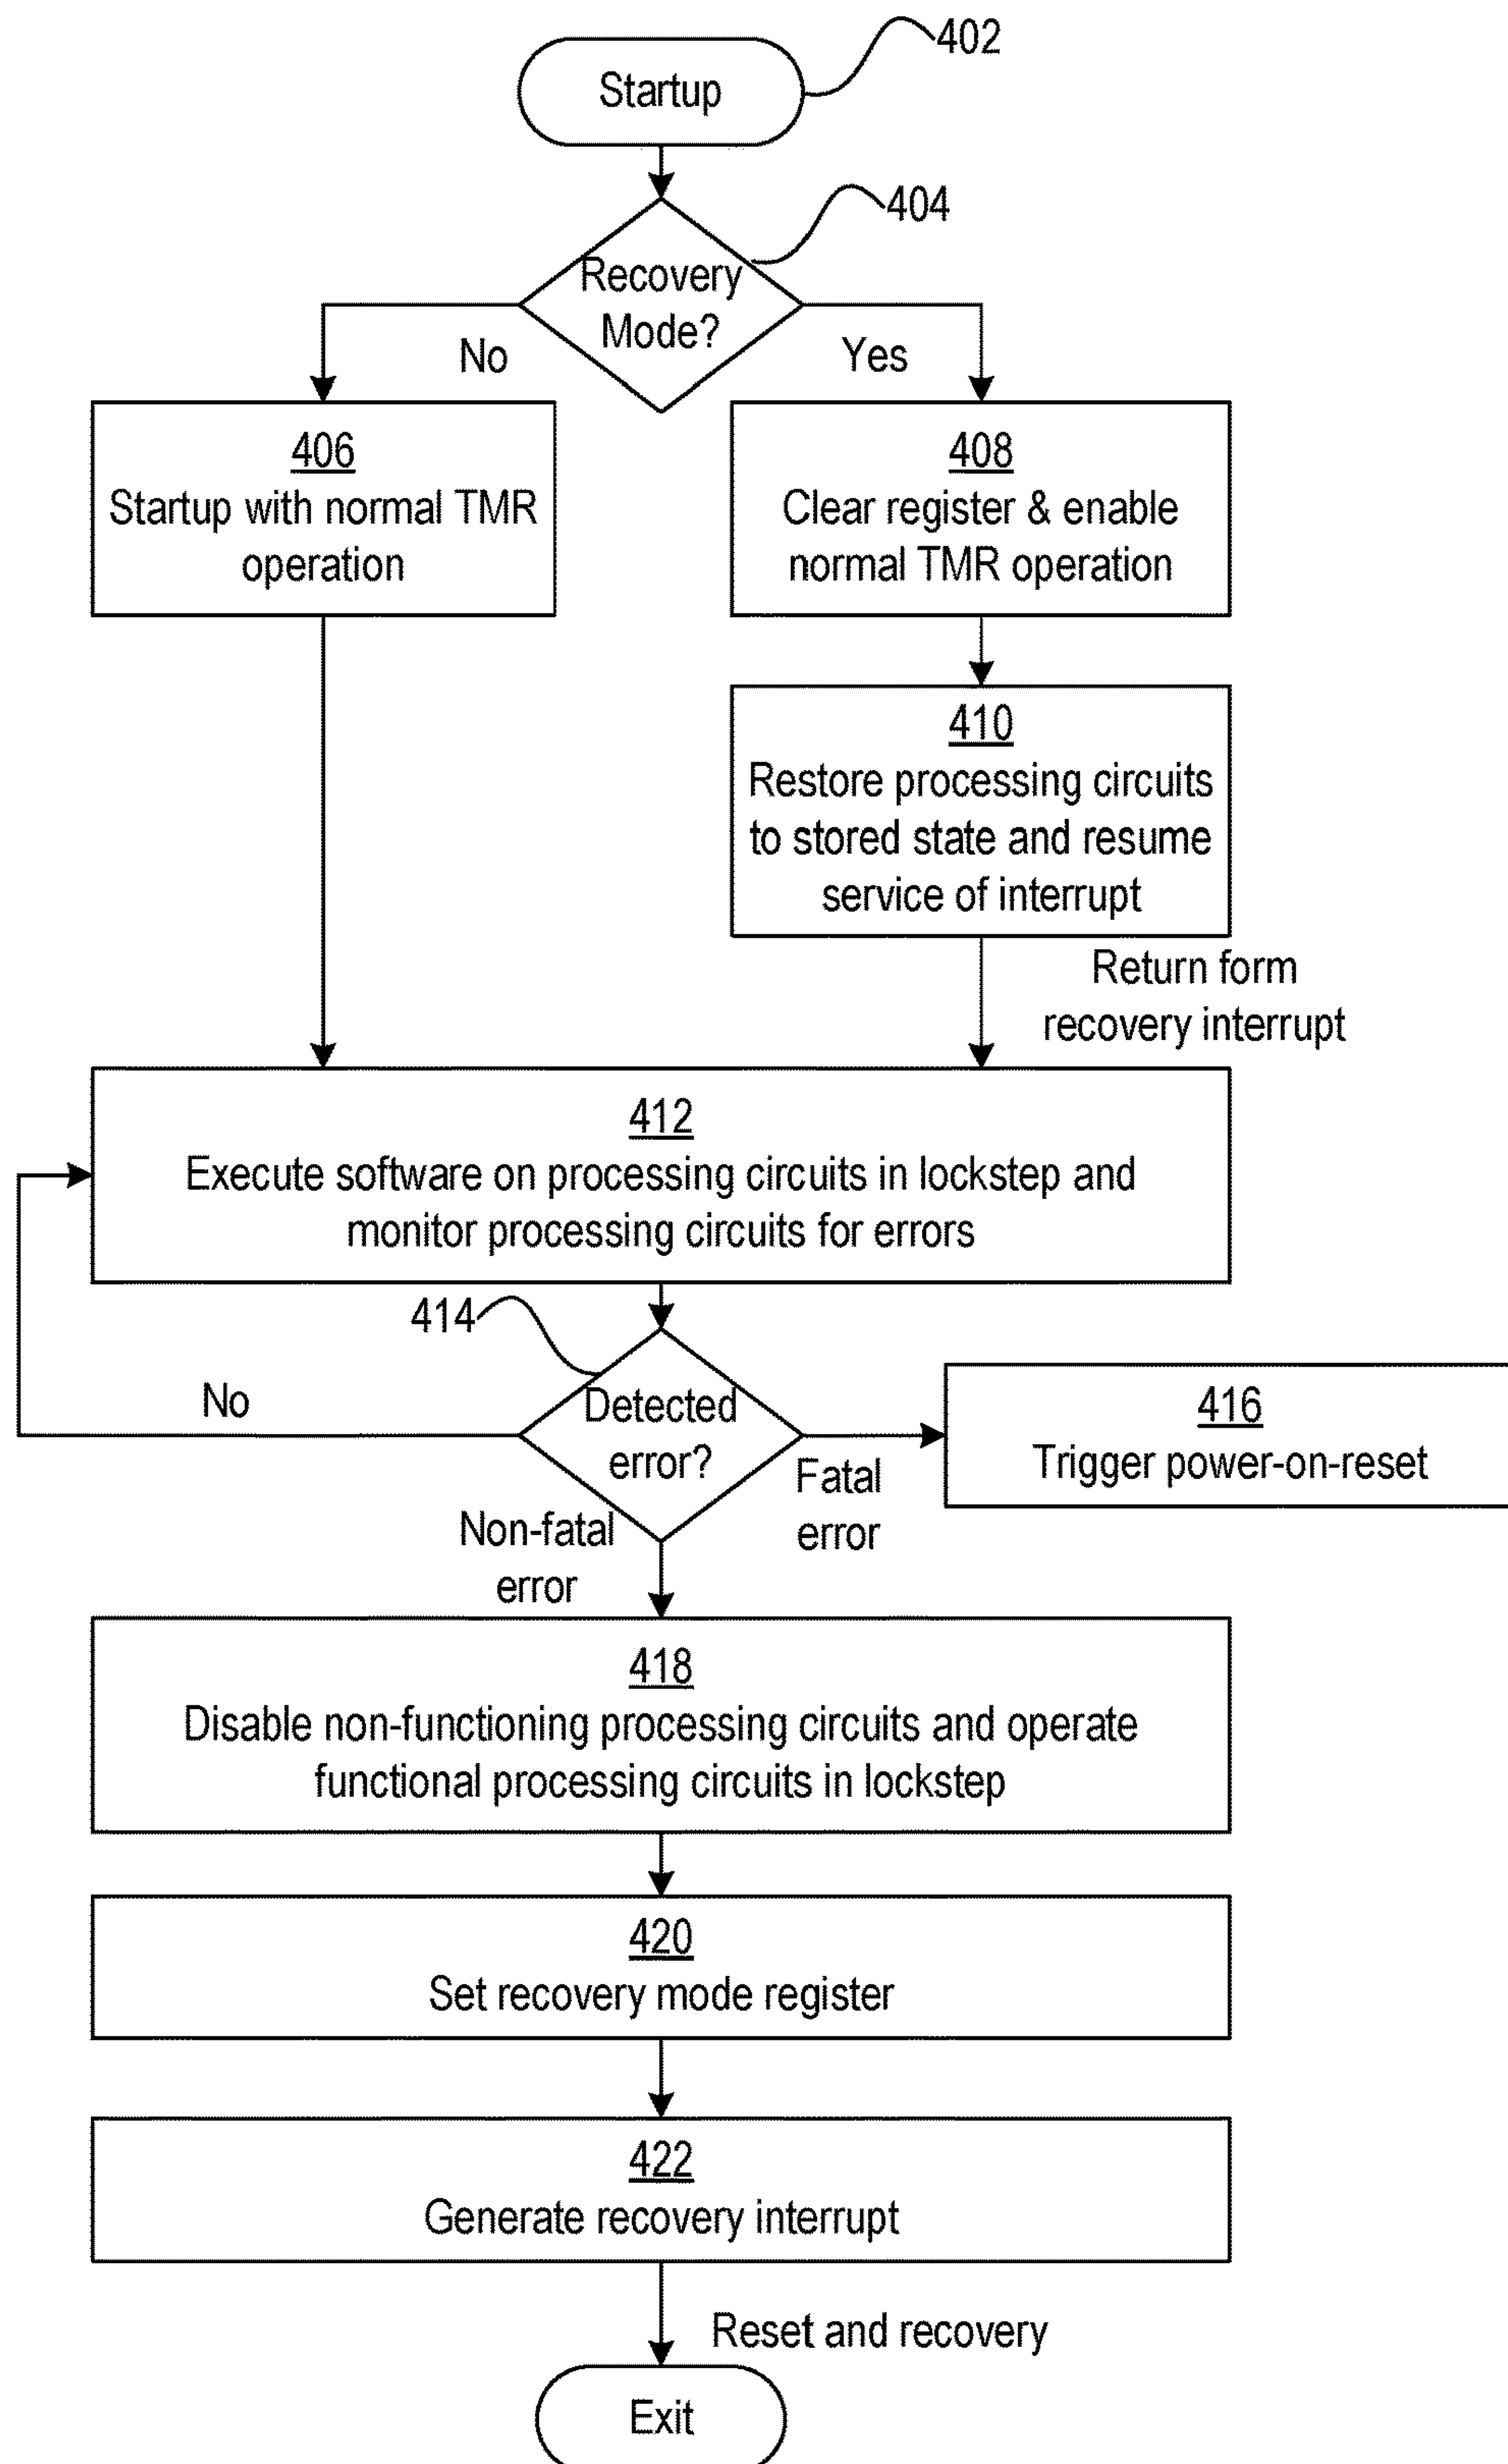 402
Startup
404
Recovery
Mode?
No
Yes
406
Startup with normal TMR
operation
408
Clear register & enable
normal TMR operation
410
Restore processing circuits
to stored state and resume
service of interrupt
Return form
recovery interrupt
412
Execute software on processing circuits in lockstep and
monitor processing circuits for errors
414
No
Detected
error?
Fatal
error
416
Trigger power-on-reset
Non-fatal
error
418
Disable non-functioning processing circuits and operate
functional processing circuits in lockstep
420
Set recovery mode register
422
Generate recovery interrupt
Reset and recovery
Exit